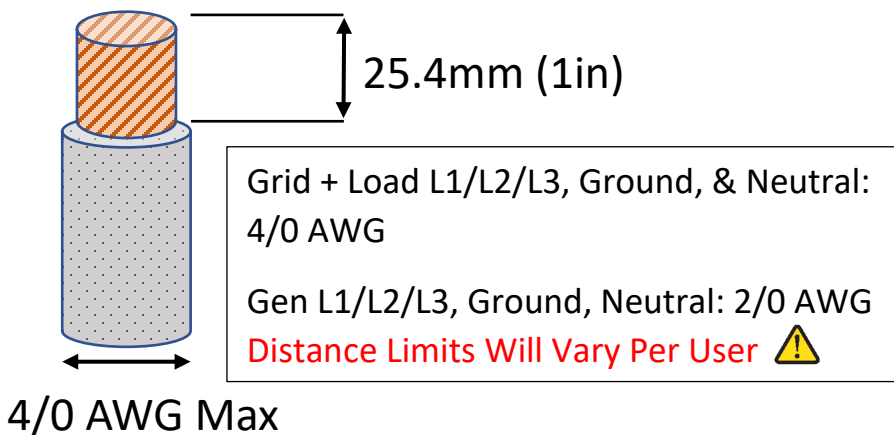 25.4mm (1in)
Grid + Load L1/L2/L3, Ground, & Neutral:
4/0 AWG
Gen L1/L2/L3, Ground, Neutral: 2/0 AWG
Distance Limits Will Vary Per User
4/0 AWG Max